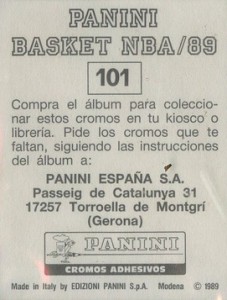 PANINI
BASKET NBA/89
101
Compra el álbum para coleccio-
nar estos cromos en tu kiosco o
librería. Pide los cromos que te
faltan, siguiendo las instrucciones
del álbum a:
PANINI ESPAÑA S.A.
Passeig de Catalunya 31
17257 Torroella de Montgrí
(Gerona)
PANINI
CROMOS ADHESIVOS
Made in Italy by EDIZIONI PANINI S.p.A. Modena © 1989